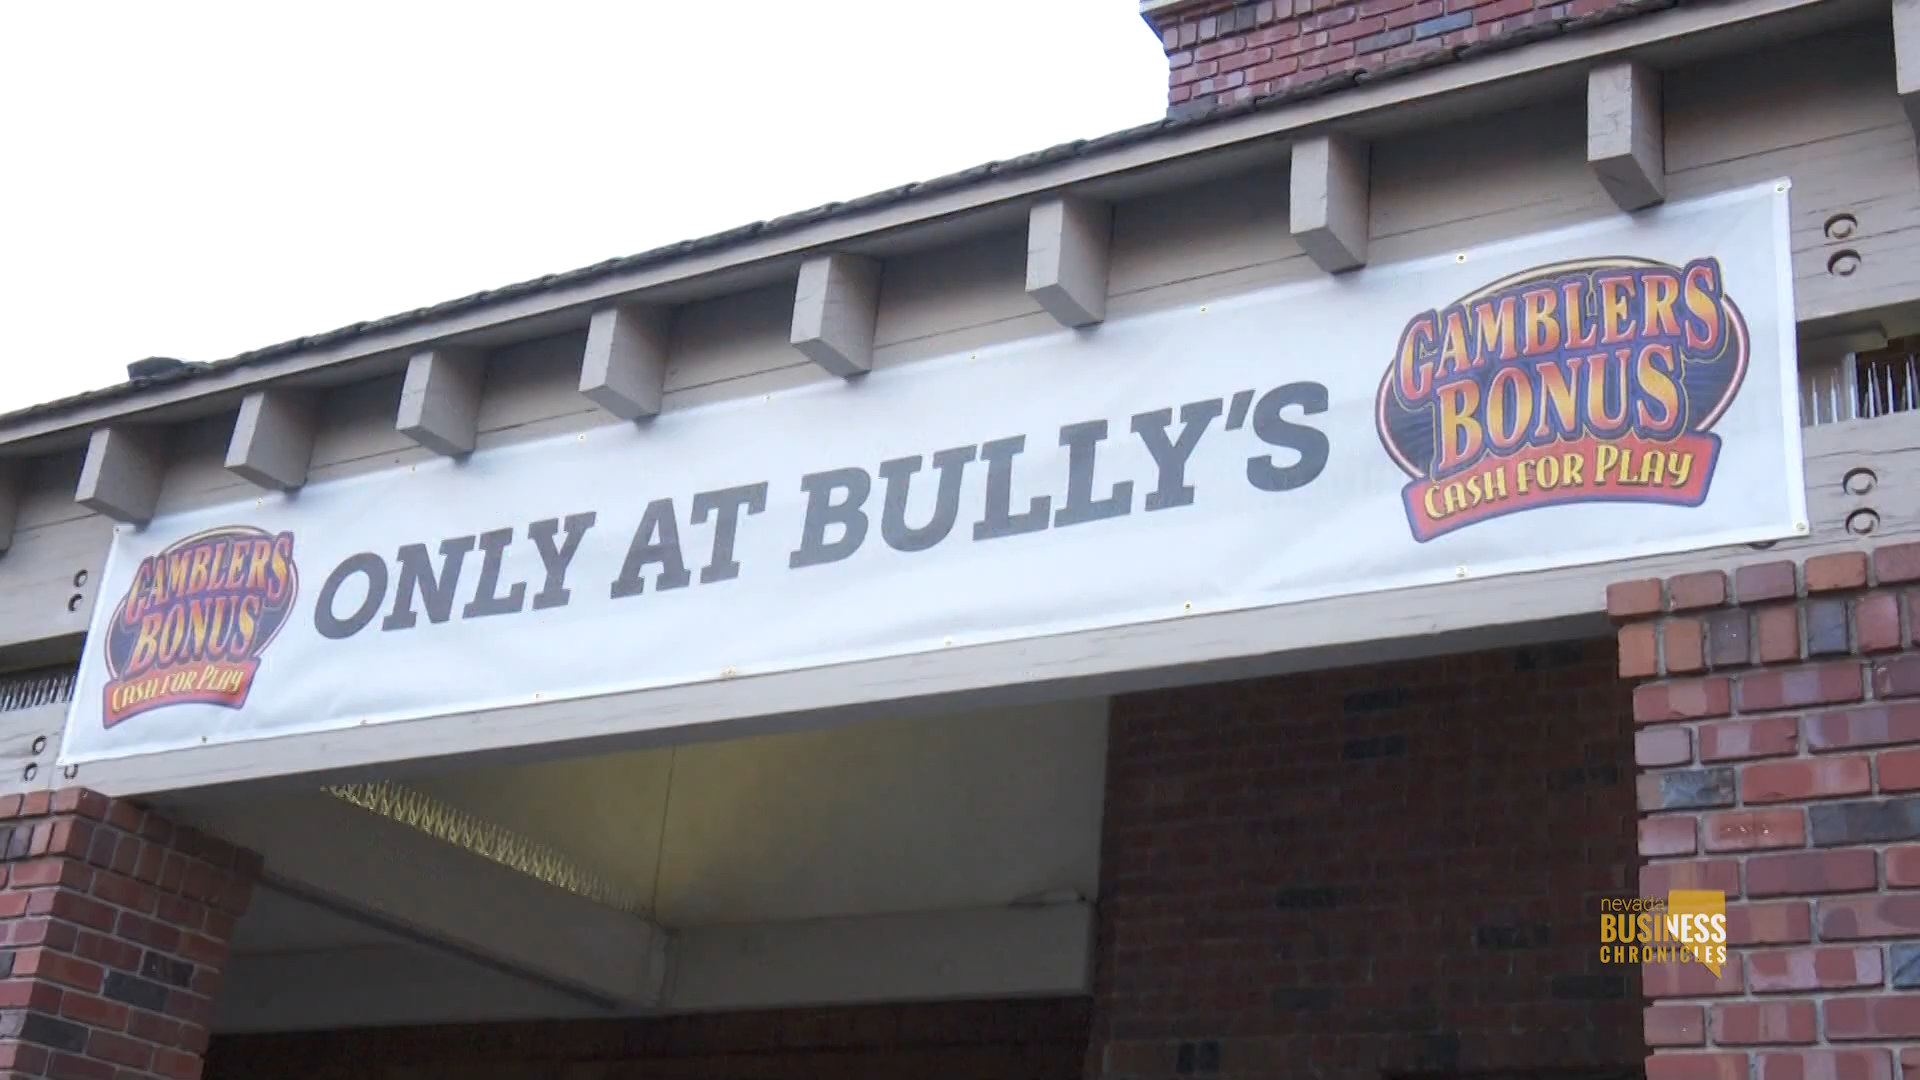 GAMBLERS
BONUS
CASH FOR PLAY
ONLY AT BULLY'S
GAMBLERS
BONUS
CASH FOR PLAY
nevada
BUSINESS
CHRONICLES